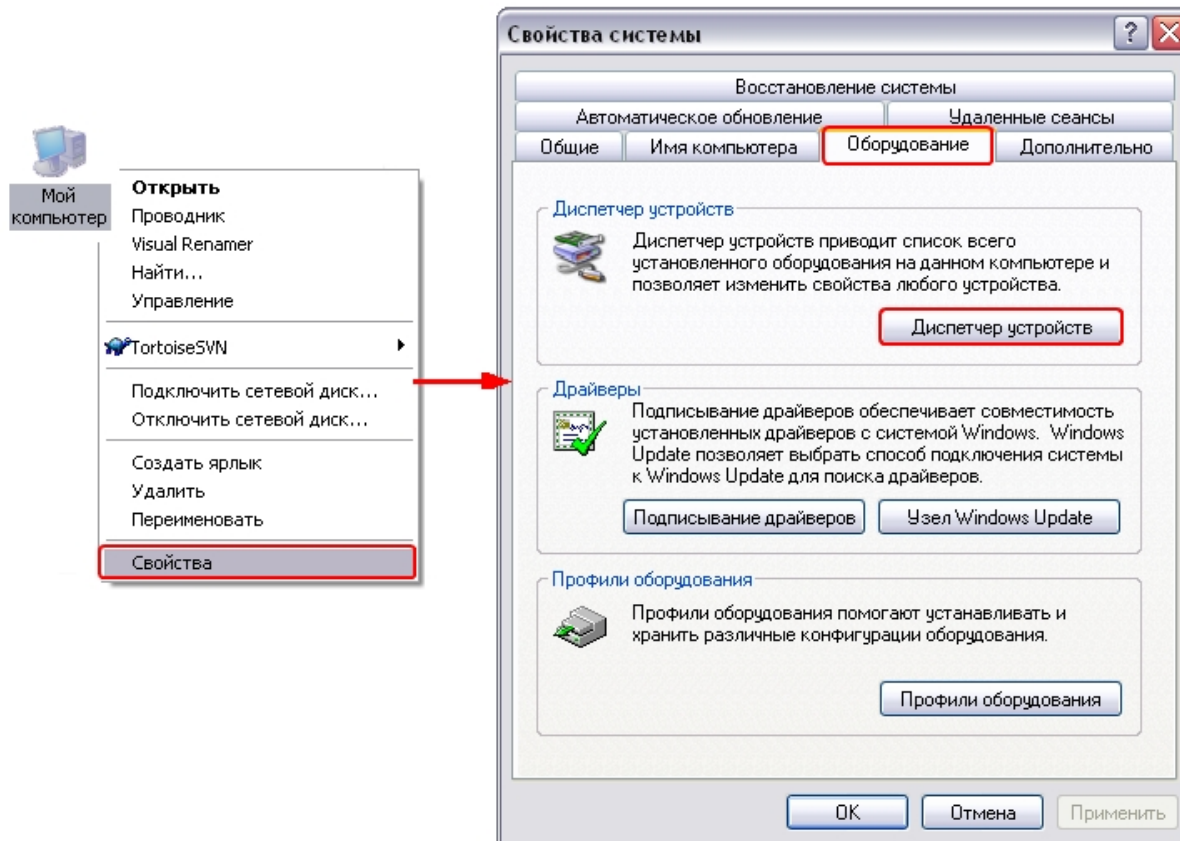 Мой
компьютер
Открыть
Проводник
Visual Renamer
Найти...
Управление
TortoiseSVN
Подключить сетевой диск...
Отключить сетевой диск...
Создать ярлык
Удалить
Переименовать
Свойства
Свойства системы
Восстановление системы
Автоматическое обновление
Удаленные сеансы
Общие
Имя компьютера
Оборудование
Дополнительно
Диспетчер устройств
Диспетчер устройств приводит список всего
установленного оборудования на данном компьютере и
позволяет изменить свойства любого устройства.
Диспетчер устройств
Драйверы
Подписывание драйверов обеспечивает совместимость
установленных драйверов с системой Windows. Windows
Update позволяет выбрать способ подключения системы
к Windows Update для поиска драйверов.
Подписывание драйверов
Узел Windows Update
Профили оборудования
Профили оборудования помогают устанавливать и
хранить различные конфигурации оборудования.
Профили оборудования
OK
Отмена
Применить